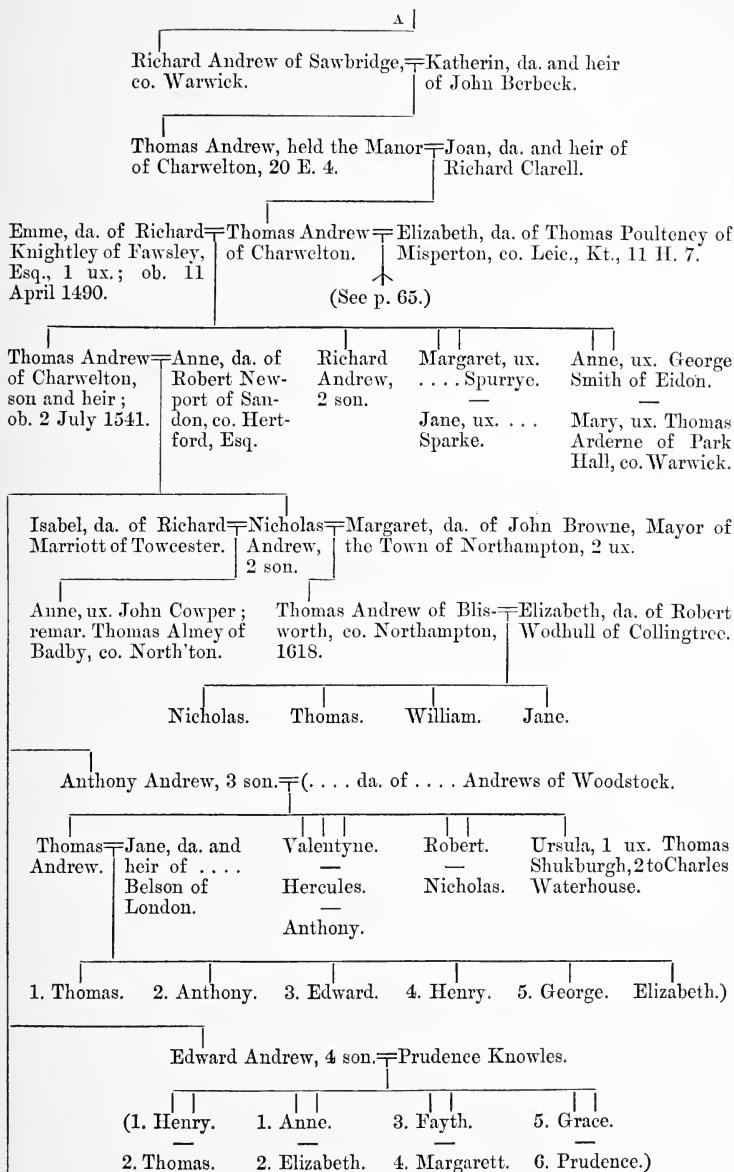 A
Richard Andrew of Sawbridge, Katherin, da. and heir
co. Warwick. of John Berbeck.
Thomas Andrew, held the Manor Joan, da. and heir of
of Charwelton, 20 E. 4. Richard Clarell.
Emme, da. of Richard Thomas Andrew Elizabeth, da. of Thomas Poulteney of
Knightley of Fawsley, of Charwelton. Misperton, co. Leic., Kt., 11 H. 7.
Esq., 1 ux.; ob. 11
April 1490. (See p. 65.)
Thomas Andrew
of Charwelton,
son and heir;
ob. 2 July 1541.
Anne, da. of
Robert New-
port of San-
don, co. Hert-
ford, Esq.
Richard
Andrew,
2 son.
Margaret, ux.
. . . . Spurrye.
—
Jane, ux. . . .
Sparke.
Anne, ux. George
Smith of Eidon.
—
Mary, ux. Thomas
Arderne of Park
Hall, co. Warwick.
Isabel, da. of Richard
Marriott of Towcester.
Nicholas
Andrew,
2 son.
Margaret, da. of John Browne, Mayor of
the Town of Northampton, 2 ux.
Anne, ux. John Cowper;
remar. Thomas Almey of
Badby, co. North'ton.
Thomas Andrew of Blis-
worth, co. Northampton,
1618.
Elizabeth, da. of Robert
Wodhull of Collingtree.
Nicholas. Thomas. William. Jane.
Anthony Andrew, 3 son. (. . . . da. of . . . . Andrews of Woodstock.
Thomas
Andrew.
Jane, da. and
heir of . . . .
Belson of
London.
Valentyne.
—
Hercules.
—
Anthony.
Robert.
—
Nicholas.
Ursula, 1 ux. Thomas
Shukburgh, 2 to Charles
Waterhouse.
1. Thomas. 2. Anthony. 3. Edward. 4. Henry. 5. George. Elizabeth.)
Edward Andrew, 4 son. Prudence Knowles.
(1. Henry. 1. Anne. 3. Fayth. 5. Grace.
— — — —
2. Thomas. 2. Elizabeth. 4. Margarett. 6. Prudence.)